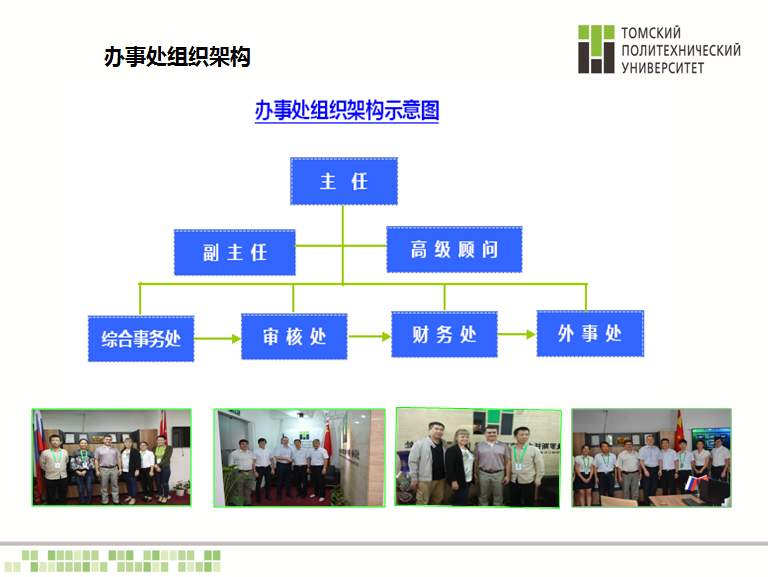 办事处组织架构
ТОМСКИЙ
ПОЛИТЕХНИЧЕСКИЙ
УНИВЕРСИТЕТ
办事处组织架构示意图
主 任
副 主 任
高 级 顾 问
综合事务处
审 核 处
财 务 处
外 事 处